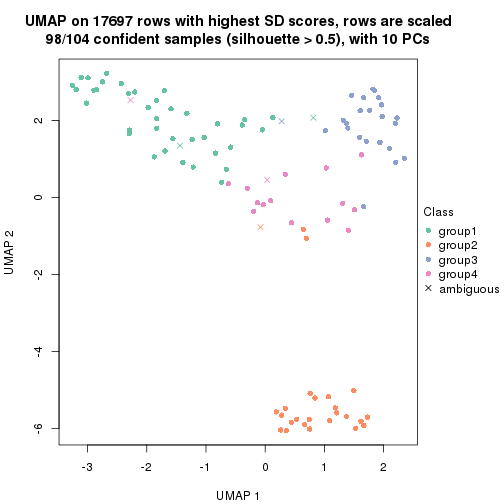 UMAP on 17697 rows with highest SD scores, rows are scaled
98/104 confident samples (silhouette > 0.5), with 10 PCs
2
0
-2
-4
-6
UMAP 2
-3
-2
-1
0
1
2
UMAP 1
Class
group1
group2
group3
group4
ambiguous